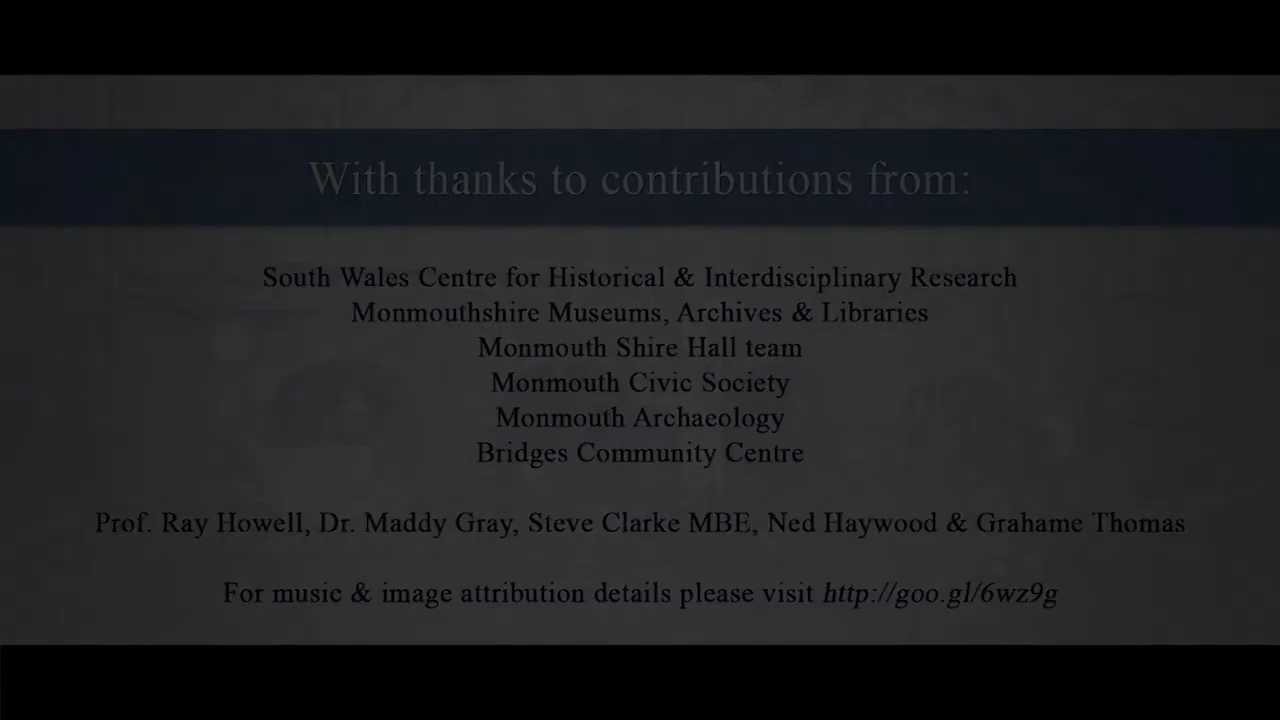 With thanks to contributions from:
South Wales Centre for Historical & Interdisciplinary Research
Monmouthshire Museums, Archives & Libraries
Monmouth Shire Hall team
Monmouth Civic Society
Monmouth Archaeology
Bridges Community Centre
Prof. Ray Howell, Dr. Maddy Gray, Steve Clarke MBE, Ned Haywood & Grahame Thomas
For music & image attribution details please visit http://goo.gl/6wz9g